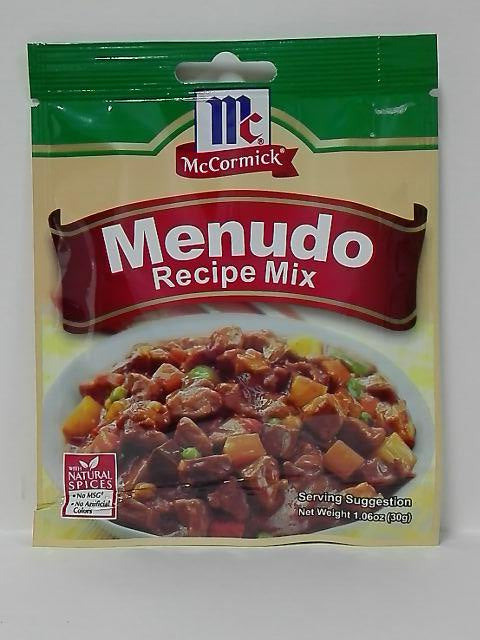 Mc®
McCormick®
Menudo
Recipe Mix
WITH
NATURAL
SPICES
• No MSG†
• No Artificial
Colors
Serving Suggestion
Net Weight 1.06oz (30g)